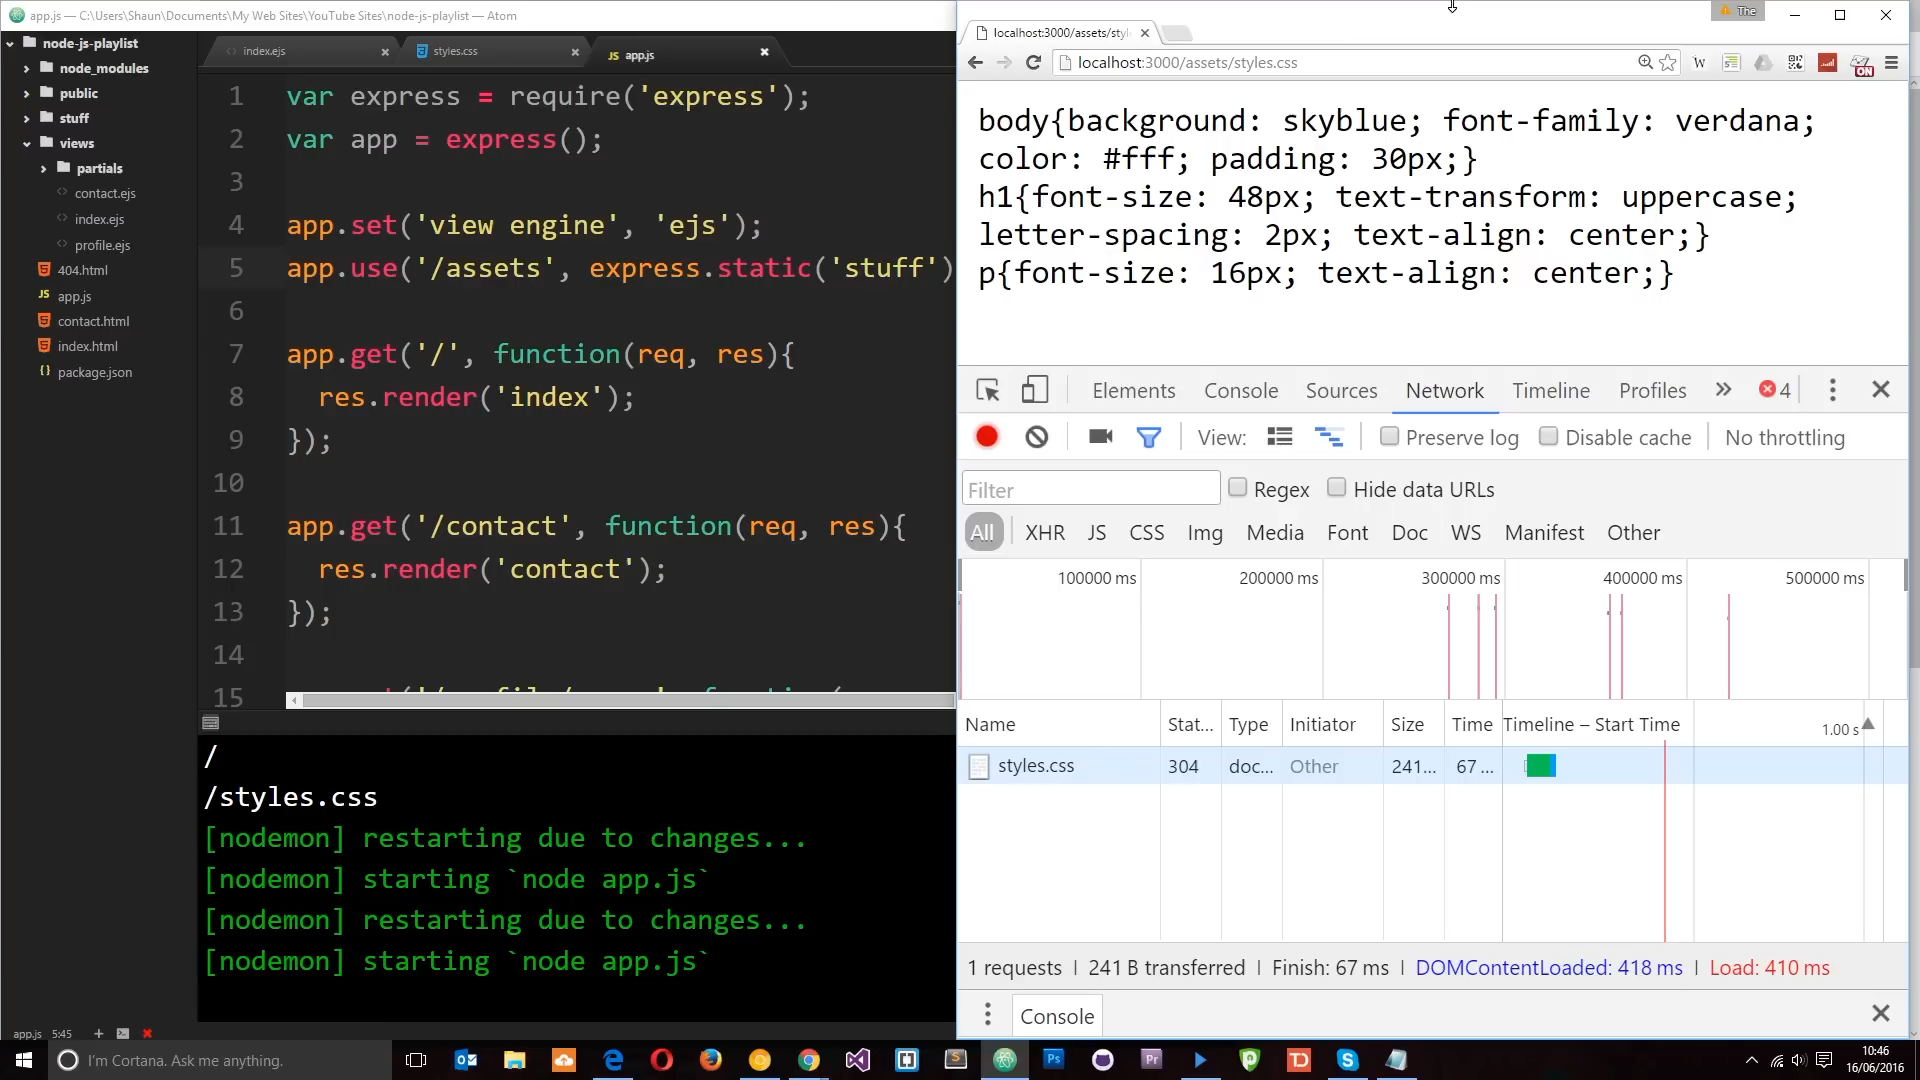 app.js — C:\Users\Shaun\Documents\My Web Sites\YouTube Sites\node-js-playlist — Atom
The
node-js-playlist
node_modules
public
stuff
views
partials
contact.ejs
index.ejs
profile.ejs
404.html
app.js
contact.html
index.html
package.json
index.ejs
styles.css
app.js
1 var express = require('express');
2 var app = express();
3
4 app.set('view engine', 'ejs');
5 app.use('/assets', express.static('stuff')
6
7 app.get('/', function(req, res){
8 res.render('index');
9 });
10
11 app.get('/contact', function(req, res){
12 res.render('contact');
13 });
14
15
/
/styles.css
[nodemon] restarting due to changes...
[nodemon] starting `node app.js`
[nodemon] restarting due to changes...
[nodemon] starting `node app.js`
app.js 5:45
localhost:3000/assets/styl
localhost:3000/assets/styles.css
W
ON
body{background: skyblue; font-family: verdana;
color: #fff; padding: 30px;}
h1{font-size: 48px; text-transform: uppercase;
letter-spacing: 2px; text-align: center;}
p{font-size: 16px; text-align: center;}
Elements Console Sources Network Timeline Profiles » 4
View: Preserve log Disable cache No throttling
Filter Regex Hide data URLs
All XHR JS CSS Img Media Font Doc WS Manifest Other
100000 ms 200000 ms 300000 ms 400000 ms 500000 ms
Name Stat... Type Initiator Size Time Timeline – Start Time 1.00 s
styles.css 304 doc... Other 241... 67 ...
1 requests | 241 B transferred | Finish: 67 ms | DOMContentLoaded: 418 ms | Load: 410 ms
Console
I'm Cortana. Ask me anything.
Ps
Pr
10:46
16/06/2016